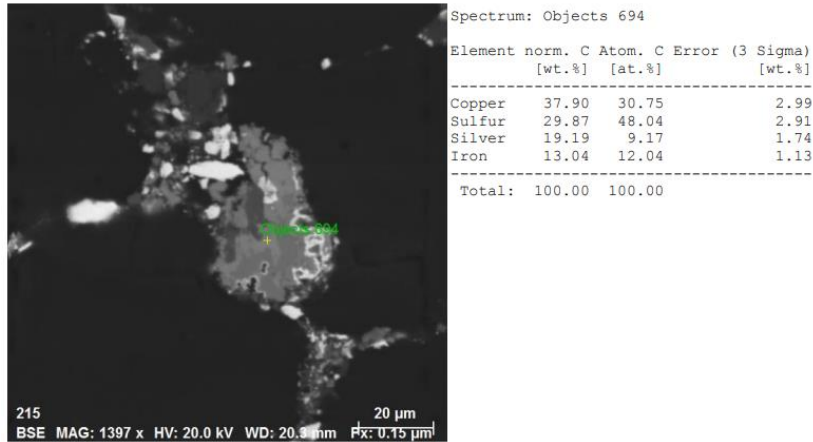 Spectrum: Objects 694
Element norm. C Atom. C Error (3 Sigma)
[wt.%] [at.%] [wt.%]
Copper 37.90 30.75 2.99
Sulfur 29.87 48.04 2.91
Silver 19.19 9.17 1.74
Iron 13.04 12.04 1.13
Total: 100.00 100.00
Objects 694
215
20 µm
BSE MAG: 1397 x HV: 20.0 kV WD: 20.3 mm Px: 0.15 µm